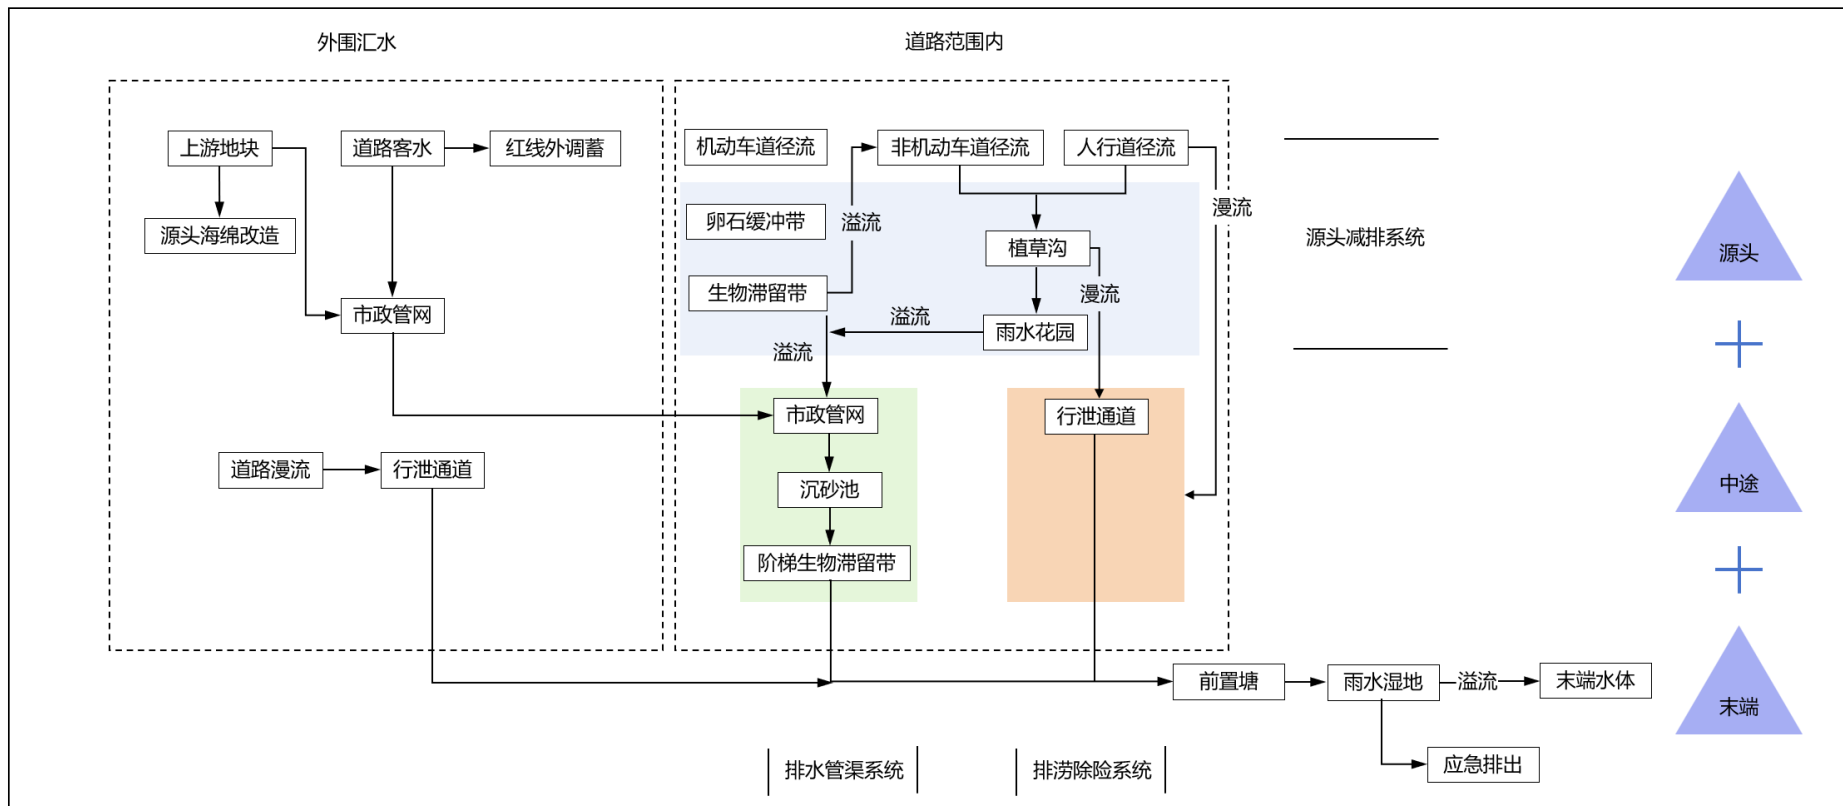 外围汇水
道路范围内
上游地块
道路客水
红线外调蓄
源头海绵改造
市政管网
道路漫流
行泄通道
机动车道径流
非机动车道径流
人行道径流
卵石缓冲带
溢流
漫流
植草沟
生物滞留带
漫流
溢流
雨水花园
溢流
市政管网
行泄通道
沉砂池
阶梯生物滞留带
源头减排系统
源头
中途
末端
前置塘
雨水湿地
溢流
末端水体
应急排出
排水管渠系统
排涝除险系统